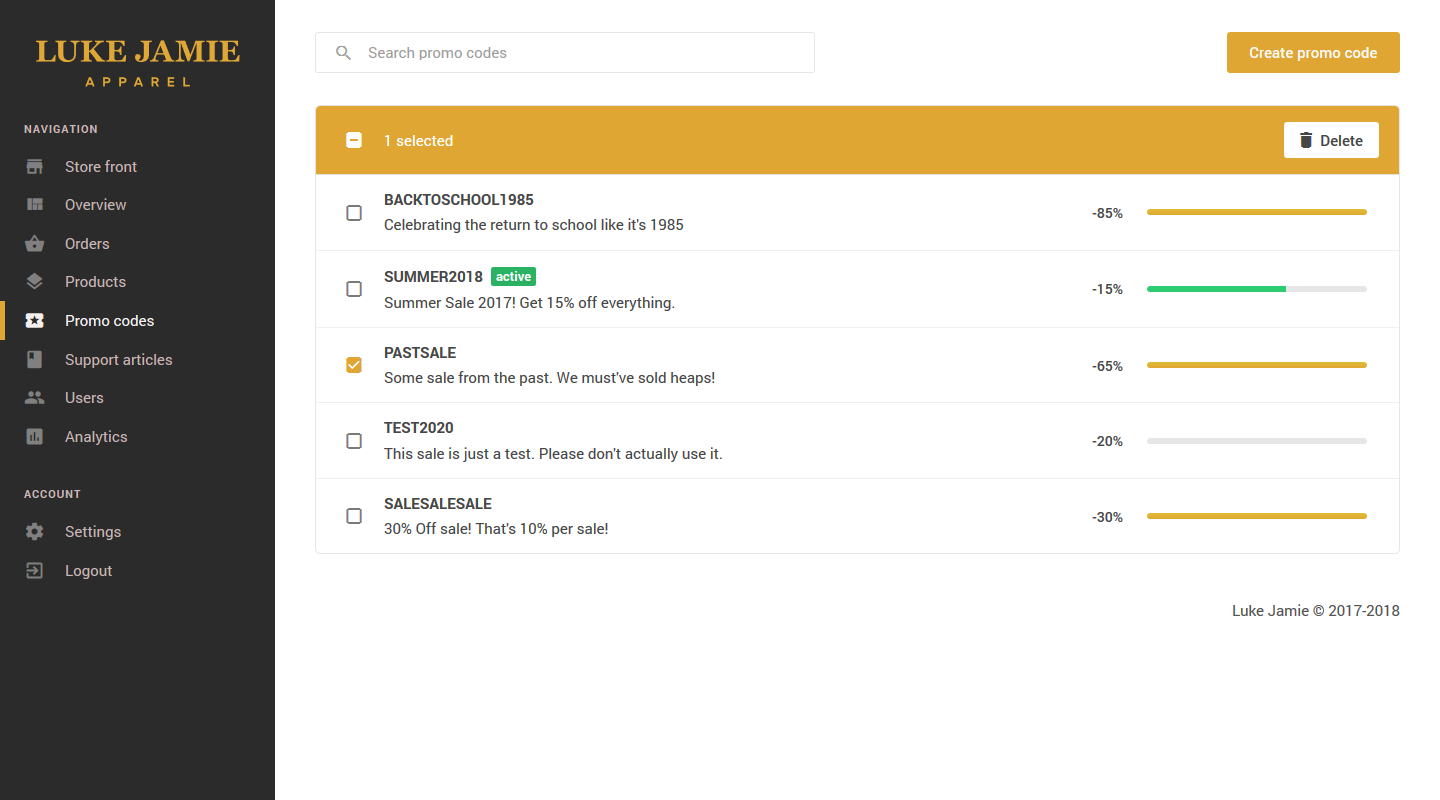 LUKE JAMIE
APPAREL
NAVIGATION
Store front
Overview
Orders
Products
Promo codes
Support articles
Users
Analytics
ACCOUNT
Settings
Logout
Search promo codes
Create promo code
1 selected
Delete
BACKTOSCHOOL1985
Celebrating the return to school like it's 1985
-85%
SUMMER2018 active
Summer Sale 2017! Get 15% off everything.
-15%
PASTSALE
Some sale from the past. We must've sold heaps!
-65%
TEST2020
This sale is just a test. Please don't actually use it.
-20%
SALESALESALE
30% Off sale! That's 10% per sale!
-30%
Luke Jamie © 2017-2018